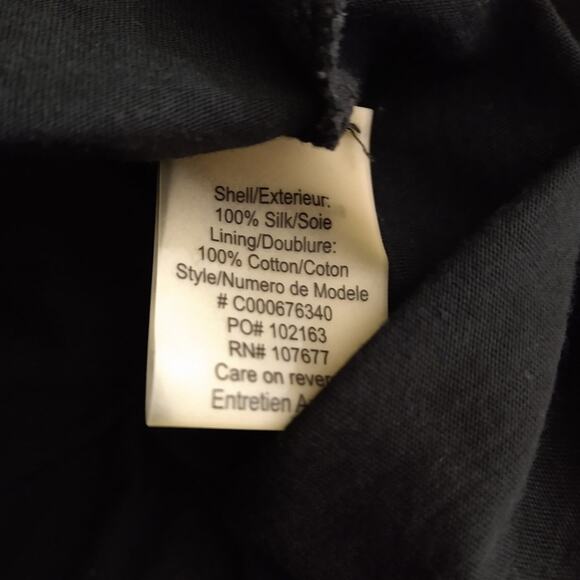 Shell/Exterieur:
100% Silk/Soie
Lining/Doublure:
100% Cotton/Coton
Style/Numero de Modele
# C000676340
PO# 102163
RN# 107677
Care on
Entretien